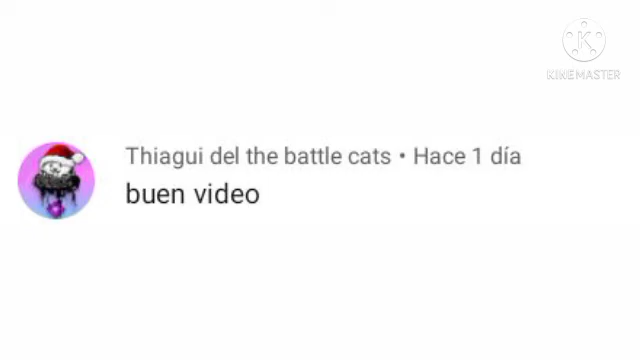 KINEMASTER
Thiagui del the battle cats • Hace 1 día
buen video